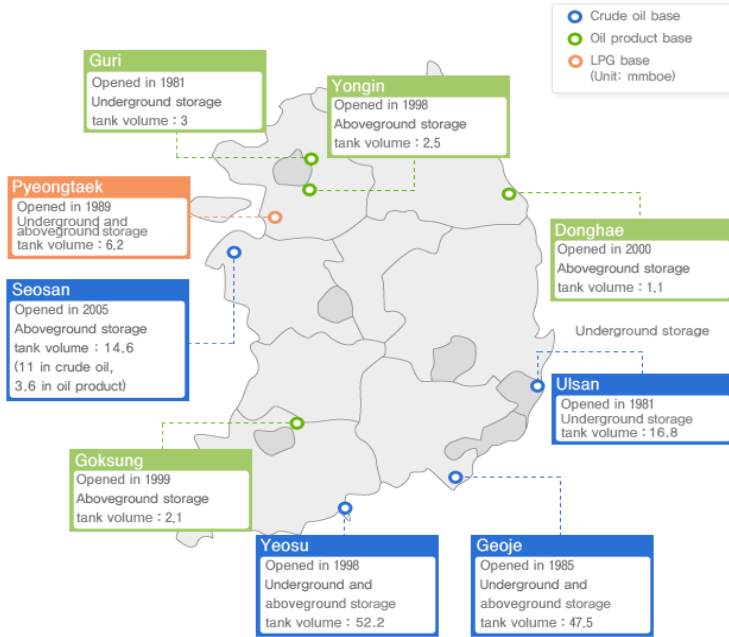 Crude oil base
Oil product base
LPG base
(Unit: mmboe)
Guri
Opened in 1981
Underground storage
tank volume : 3
Yongin
Opened in 1998
Aboveground storage
tank volume : 2.5
Pyeongtaek
Opened in 1989
Underground and
aboveground storage
tank volume : 6.2
Donghae
Opened in 2000
Aboveground storage
tank volume : 1.1
Seosan
Opened in 2005
Aboveground storage
tank volume : 14.6
(11 in crude oil,
3.6 in oil product)
Underground storage
Ulsan
Opened in 1981
Underground storage
tank volume : 16.8
Goksung
Opened in 1999
Aboveground storage
tank volume : 2.1
Yeosu
Opened in 1998
Underground and
aboveground storage
tank volume : 52.2
Geoje
Opened in 1985
Underground and
aboveground storage
tank volume : 47.5